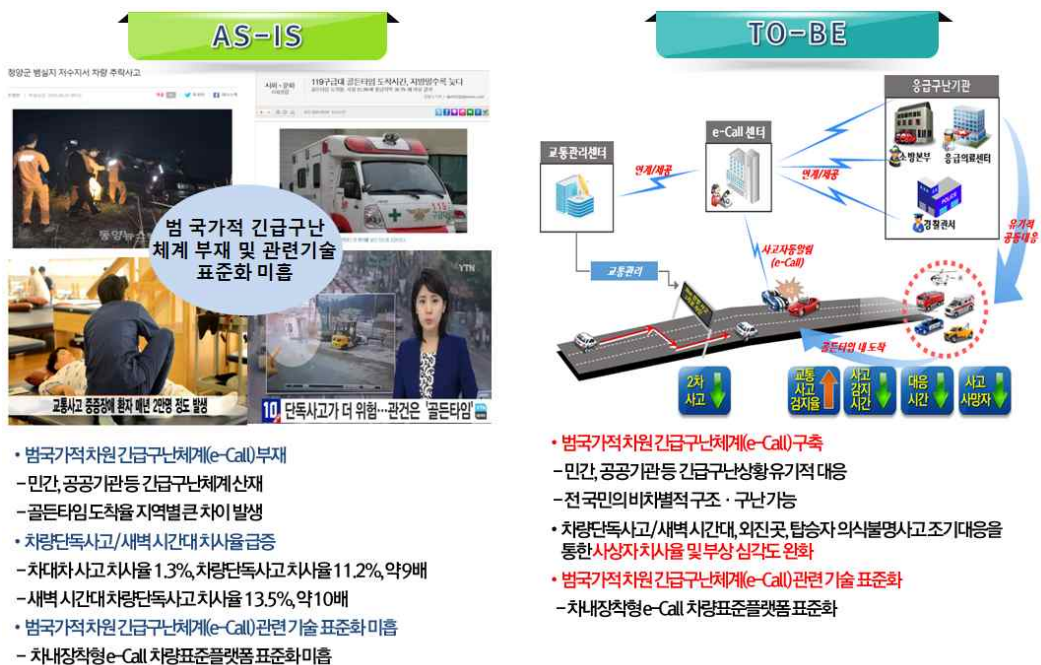 AS-IS
청양군 범실지 저수지서 차량 추락사고
사회·문화
119구급대 골든타임 도착시간, 지방말수록 늦다
동양뉴스
범 국가적 긴급구난
체계 부재 및 관련기술
표준화 미흡
YTN
교통사고 중증장애 환자 매년 2만명 정도 발생
10 단독사고가 더 위험…관건은 '골든타임'
• 범국가적 차원 긴급구난체계(e-Call) 부재
- 민간, 공공기관 등 긴급구난체계 산재
- 골든타임 도착율 지역별 큰 차이 발생
• 차량단독사고/새벽 시간대 치사율 급증
- 차대차 사고 치사율 1.3%, 차량단독사고 치사율 11.2%, 약 9배
- 새벽 시간대 차량단독사고 치사율 13.5%, 약 10배
• 범국가적 차원 긴급구난체계(e-Call) 관련 기술 표준화 미흡
- 차내장착형 e-Call 차량표준플랫폼 표준화 미흡
TO-BE
응급구난기관
e-Call 센터
교통관리센터
소방본부
응급의료센터
연계/제공
연계/제공
POLICE
경찰관서
유기적
공동대응
사고자동알림
(e-Call)
교통관리
골든타임 내 도착
2차
사고
교통
사고
검지율
사고
감지
시간
대응
시간
사고
사망자
• 범국가적 차원 긴급구난체계(e-Call) 구축
- 민간, 공공기관 등 긴급구난상황 유기적 대응
- 전 국민의 비차별적 구조 · 구난 가능
• 차량단독사고/새벽 시간대, 외진 곳, 탑승자 의식불명사고 조기대응을
통한 사상자 치사율 및 부상 심각도 완화
• 범국가적 차원 긴급구난체계(e-Call) 관련 기술 표준화
- 차내장착형 e-Call 차량표준플랫폼 표준화